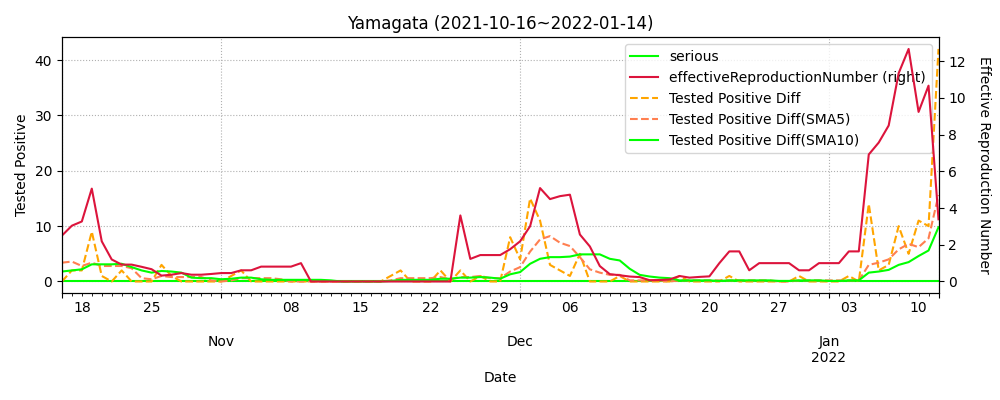 Yamagata (2021-10-16~2022-01-14)
serious
effectiveReproductionNumber (right)
Tested Positive Diff
Tested Positive Diff(SMA5)
Tested Positive Diff(SMA10)
Tested Positive
40
30
20
10
0
12
10
8
6
4
2
0
Effective Reproduction Number
18
25
08
15
22
29
06
13
20
27
03
10
Nov
Dec
Jan
2022
Date